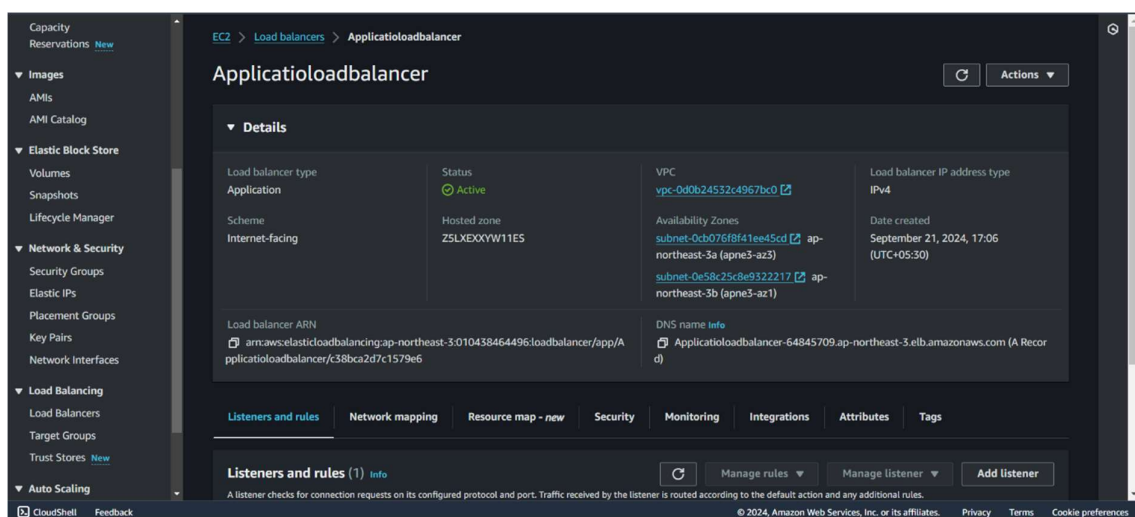 Capacity
Reservations New
Images
AMIs
AMI Catalog
Elastic Block Store
Volumes
Snapshots
Lifecycle Manager
Network & Security
Security Groups
Elastic IPs
Placement Groups
Key Pairs
Network Interfaces
Load Balancing
Load Balancers
Target Groups
Trust Stores New
Auto Scaling
EC2 > Load balancers > Applicatioloadbalancer
Applicatioloadbalancer
Actions
Details
Load balancer type
Application
Status
Active
VPC
vpc-0d0b24532c4967bc0
Load balancer IP address type
IPv4
Scheme
Internet-facing
Hosted zone
Z5LXEXXYW11ES
Availability Zones
subnet-0cb076f8f41ee45cd ap-
northeast-3a (apne3-az3)
subnet-0e58c25c8e9322217 ap-
northeast-3b (apne3-az1)
Date created
September 21, 2024, 17:06
(UTC+05:30)
Load balancer ARN
arn:aws:elasticloadbalancing:ap-northeast-3:010438464496:loadbalancer/app/A
pplicatioloadbalancer/c38bca2d7c1579e6
DNS name Info
Applicatioloadbalancer-64845709.ap-northeast-3.elb.amazonaws.com (A Recor
d)
Listeners and rules Network mapping Resource map - new Security Monitoring Integrations Attributes Tags
Listeners and rules (1) Info
Manage rules Manage listener Add listener
A listener checks for connection requests on its configured protocol and port. Traffic received by the listener is routed according to the default action and any additional rules.
CloudShell Feedback © 2024, Amazon Web Services, Inc. or its affiliates. Privacy Terms Cookie preferences